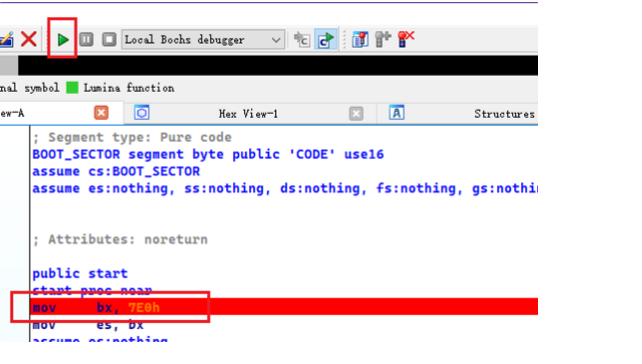 Local Bochs debugger
nal symbol Lumina function
ew-A Hex View-1 Structures
; Segment type: Pure code
BOOT_SECTOR segment byte public 'CODE' use16
assume cs:BOOT_SECTOR
assume es:nothing, ss:nothing, ds:nothing, fs:nothing, gs:nothi
; Attributes: noreturn
public start
start proc near
mov bx, 7E0h
mov es, bx
assume es:nothing